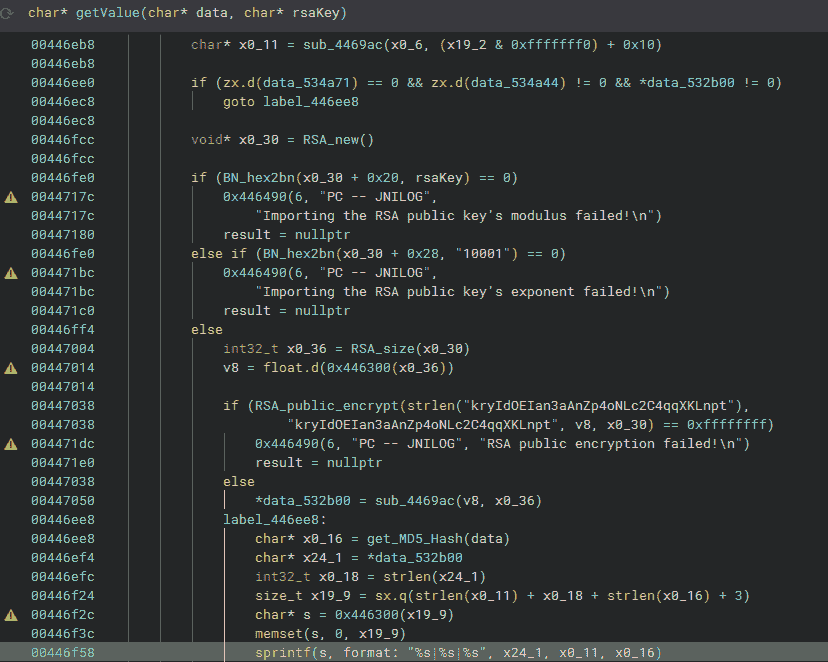 char* getValue(char* data, char* rsaKey)
00446eb8 char* x0_11 = sub_4469ac(x0_6, (x19_2 & 0xfffffff0) + 0x10)
00446eb8
00446ee0 if (zx.d(data_534a71) == 0 && zx.d(data_534a44) != 0 && *data_532b00 != 0)
00446ec8 goto label_446ee8
00446ec8
00446fcc void* x0_30 = RSA_new()
00446fcc
00446fe0 if (BN_hex2bn(x0_30 + 0x20, rsaKey) == 0)
0044717c 0x446490(6, "PC -- JNILOG",
0044717c "Importing the RSA public key's modulus failed!\n")
00447180 result = nullptr
00446fe0 else if (BN_hex2bn(x0_30 + 0x28, "10001") == 0)
004471bc 0x446490(6, "PC -- JNILOG",
004471bc "Importing the RSA public key's exponent failed!\n")
004471c0 result = nullptr
00446ff4 else
00447004 int32_t x0_36 = RSA_size(x0_30)
00447014 v8 = float.d(0x446300(x0_36))
00447014
00447038 if (RSA_public_encrypt(strlen("kryIdOEIan3aAnZp4oNLc2C4qqXKLnpt"),
00447038 "kryIdOEIan3aAnZp4oNLc2C4qqXKLnpt", v8, x0_30) == 0xffffffff)
004471dc 0x446490(6, "PC -- JNILOG", "RSA public encryption failed!\n")
004471e0 result = nullptr
00447038 else
00447050 *data_532b00 = sub_4469ac(v8, x0_36)
00446ee8 label_446ee8:
00446ee8 char* x0_16 = get_MD5_Hash(data)
00446ef4 char* x24_1 = *data_532b00
00446efc int32_t x0_18 = strlen(x24_1)
00446f24 size_t x19_9 = sx.q(strlen(x0_11) + x0_18 + strlen(x0_16) + 3)
00446f2c char* s = 0x446300(x19_9)
00446f3c memset(s, 0, x19_9)
00446f58 sprintf(s, format: "%s|%s|%s", x24_1, x0_11, x0_16)